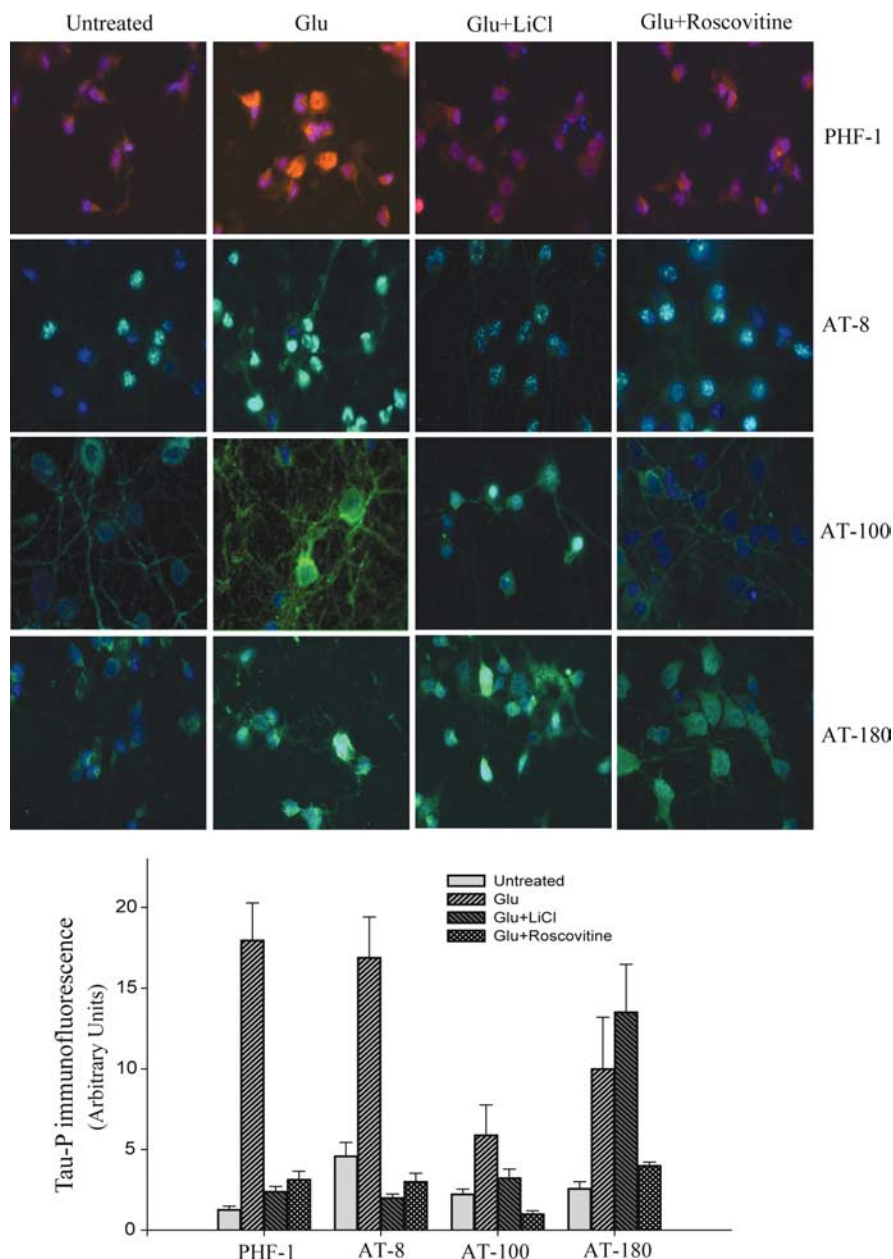 Untreated Glu Glu+LiCl Glu+Roscovitine
PHF-1
AT-8
AT-100
AT-180
Untreated
Glu
Glu+LiCl
Glu+Roscovitine
Tau-P immunofluorescence
(Arbitrary Units)
20
15
10
5
0
PHF-1 AT-8 AT-100 AT-180